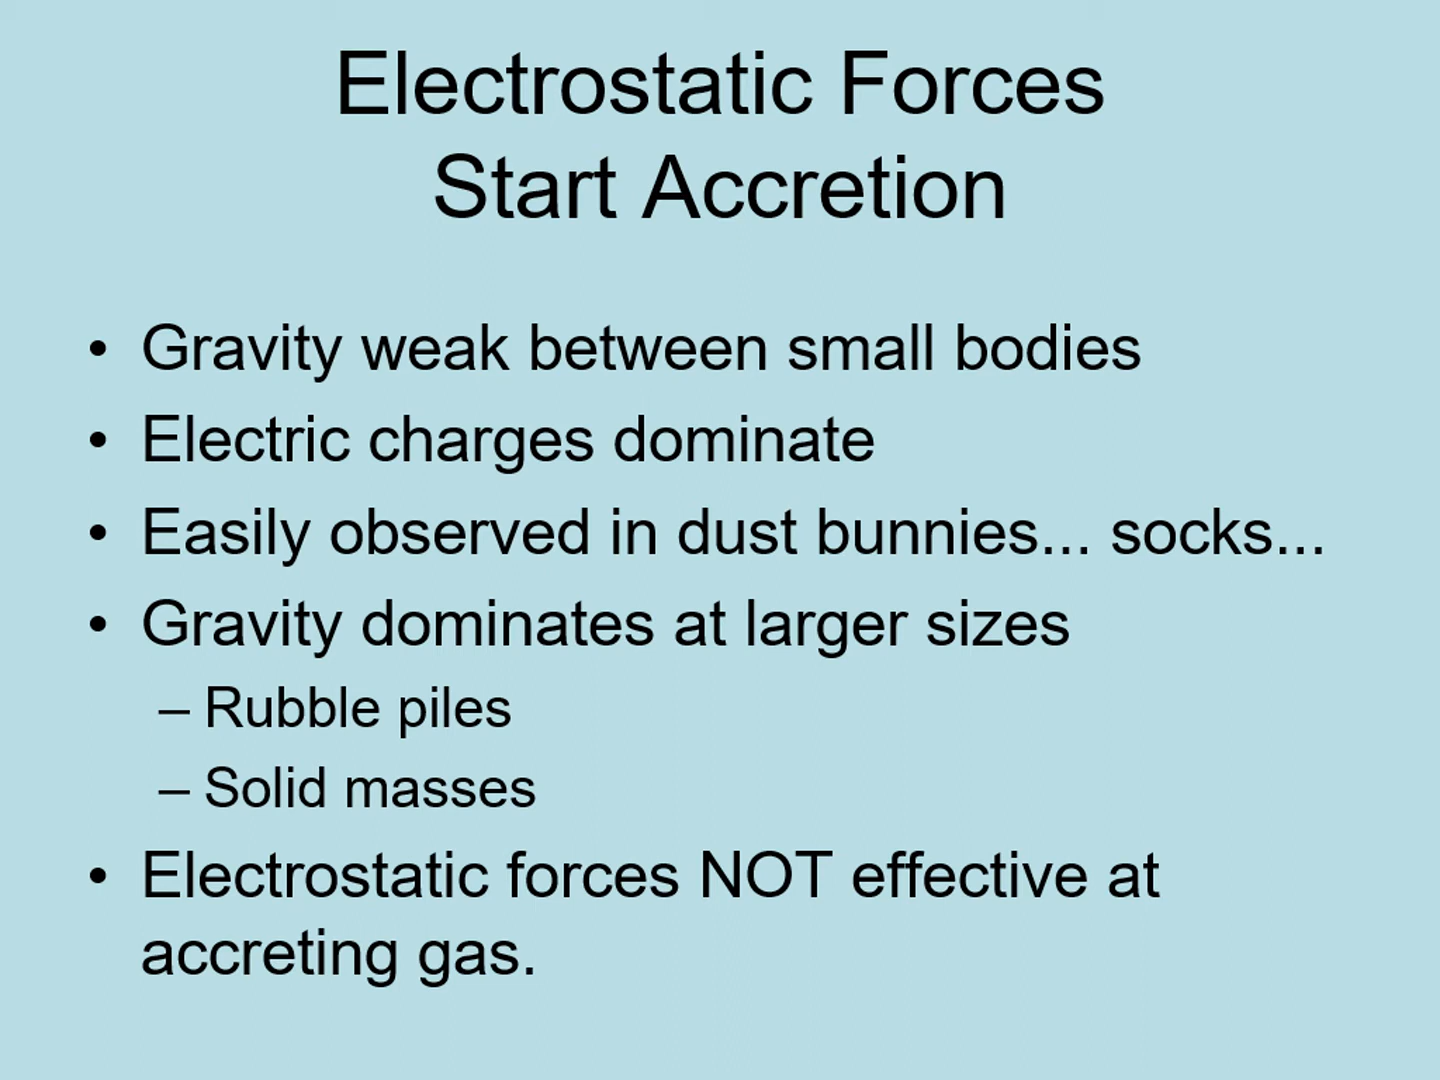 Electrostatic Forces
Start Accretion
• Gravity weak between small bodies
• Electric charges dominate
• Easily observed in dust bunnies... socks...
• Gravity dominates at larger sizes
– Rubble piles
– Solid masses
• Electrostatic forces NOT effective at
accreting gas.